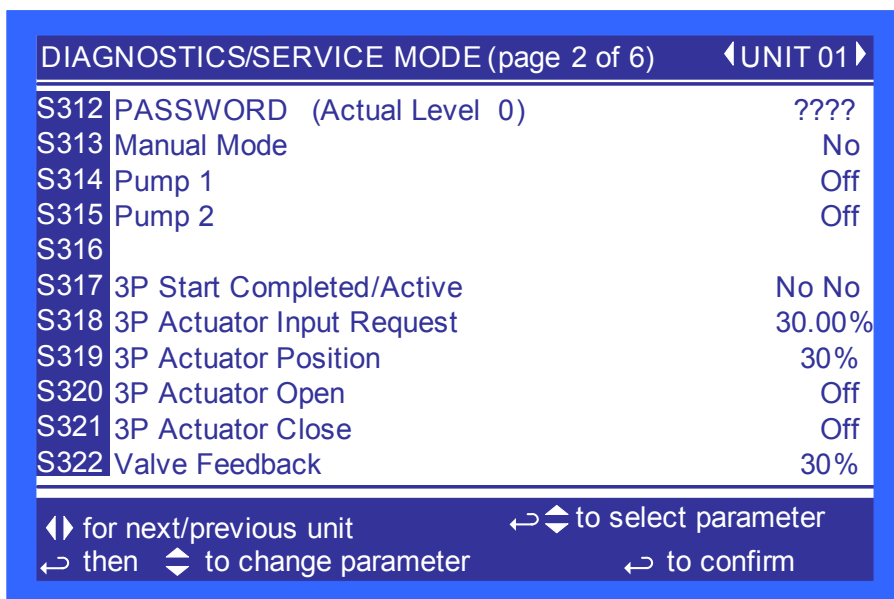 DIAGNOSTICS/SERVICE MODE (page 2 of 6) UNIT 01
S312 PASSWORD (Actual Level 0) ????
S313 Manual Mode No
S314 Pump 1 Off
S315 Pump 2 Off
S316
S317 3P Start Completed/Active No No
S318 3P Actuator Input Request 30.00%
S319 3P Actuator Position 30%
S320 3P Actuator Open Off
S321 3P Actuator Close Off
S322 Valve Feedback 30%
for next/previous unit to select parameter
then to change parameter to confirm